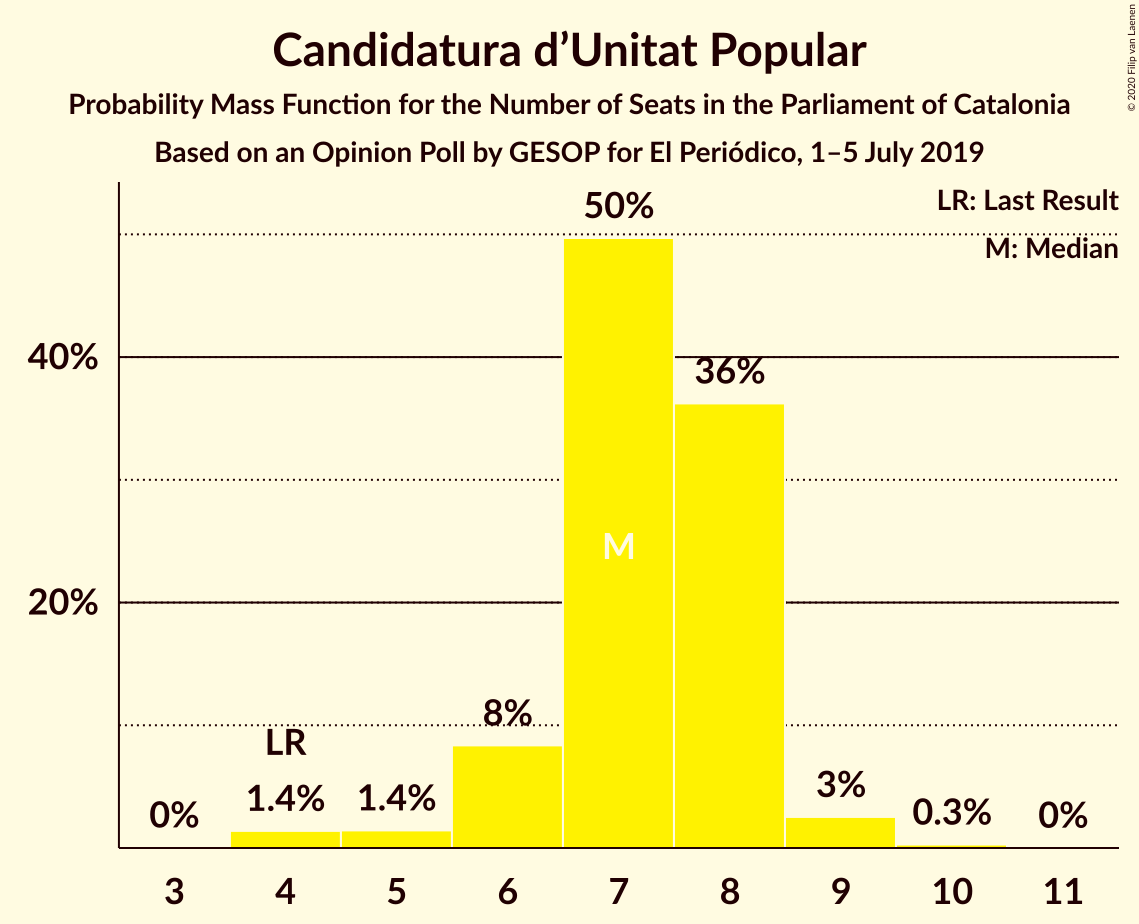 Candidatura d’Unitat Popular
Probability Mass Function for the Number of Seats in the Parliament of Catalonia
Based on an Opinion Poll by GESOP for El Periódico, 1–5 July 2019
© 2020 Filip van Laenen
LR: Last Result
M: Median
50%
40%
36%
M
20%
8%
LR
1.4%
1.4%
3%
0%
0.3%
0%
3 4 5 6 7 8 9 10 11